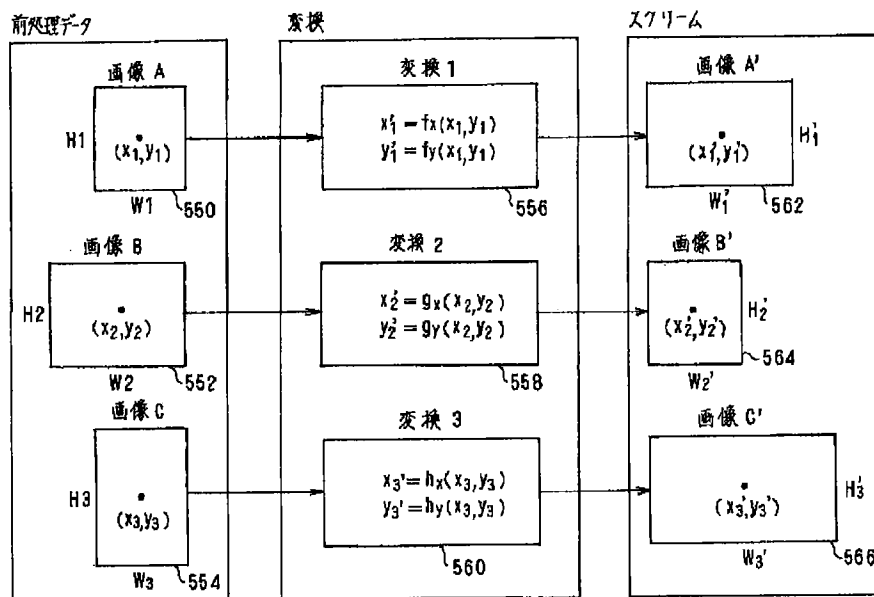 前処理データ
画像 A
H1
(x1,y1)
W1
550
画像 B
H2
(x2,y2)
W2
552
画像 C
H3
(x3,y3)
W3
554
変換
変換 1
x1'=fx(x1,y1)
y1'=fy(x1,y1)
556
変換 2
x2'=gx(x2,y2)
y2'=gy(x2,y2)
558
変換 3
x3'=hx(x3,y3)
y3'=hy(x3,y3)
560
スクリーム
画像 A'
H1'
(x1',y1')
W1'
562
画像 B'
H2'
(x2',y2')
W2'
564
画像 C'
H3'
(x3',y3')
W3'
566